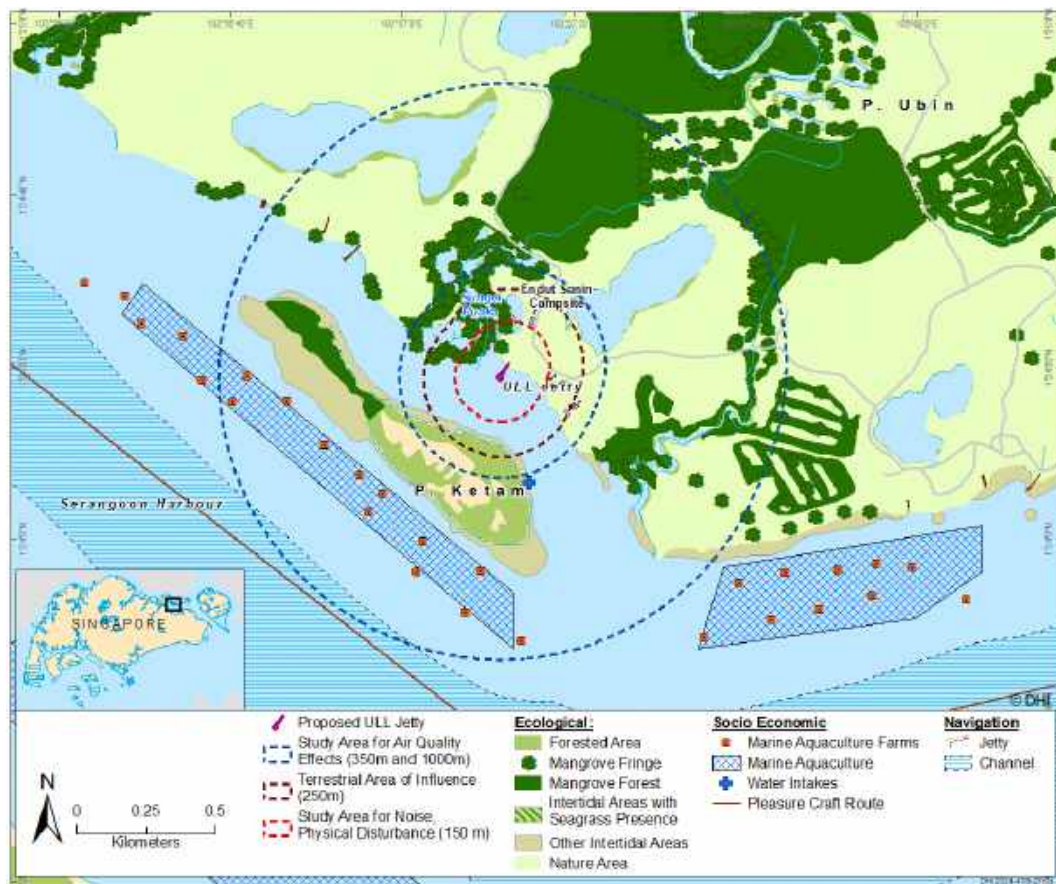 P. Ubin
Endut Senin
Campsite
ULL Jetty
P. Ketam
Serangoon Harbour
SINGAPORE
© DHI
Proposed ULL Jetty
Study Area for Air Quality
Effects (350m and 1000m)
Terrestrial Area of Influence
(250m)
Study Area for Noise,
Physical Disturbance (150 m)
N
0 0.25 0.5
Kilometers
Ecological:
Forested Area
Mangrove Fringe
Mangrove Forest
Intertidal Areas with
Seagrass Presence
Other Intertidal Areas
Nature Area
Socio Economic
Marine Aquaculture Farms
Marine Aquaculture
Water Intakes
Pleasure Craft Route
Navigation
Jetty
Channel